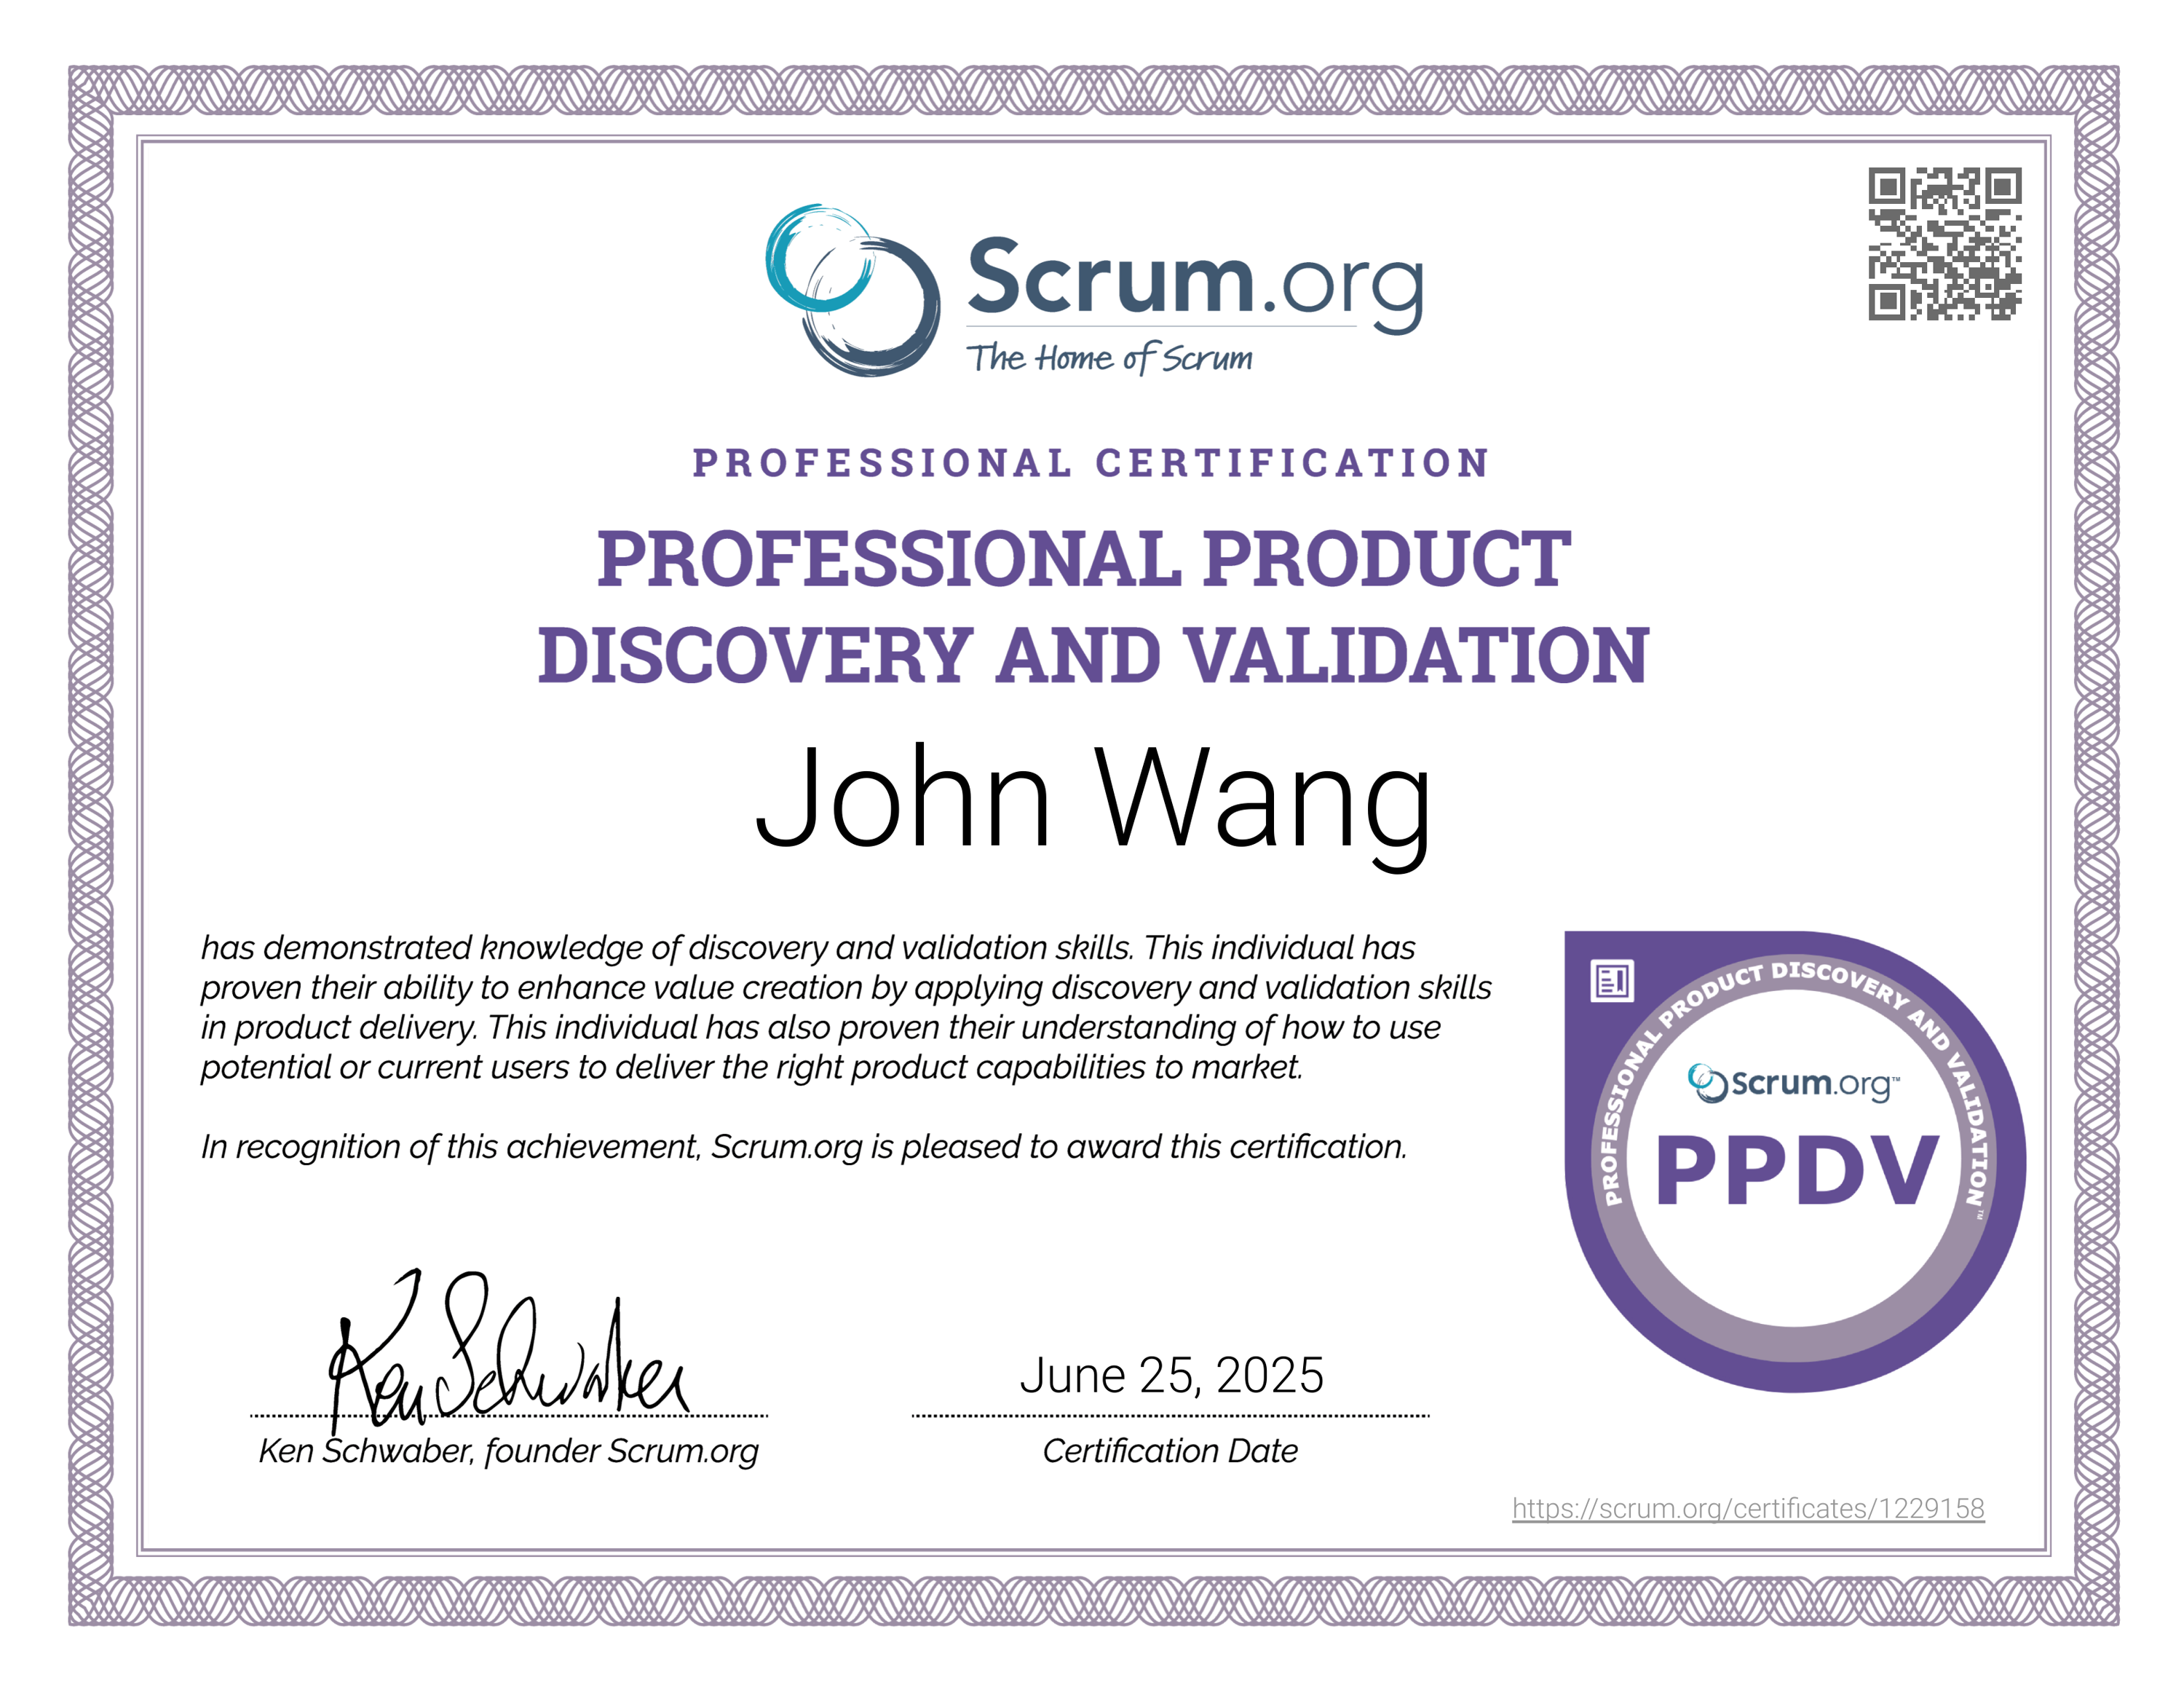 Scrum.org
The Home of Scrum
PROFESSIONAL CERTIFICATION
PROFESSIONAL PRODUCT
DISCOVERY AND VALIDATION
John Wang
has demonstrated knowledge of discovery and validation skills. This individual has
proven their ability to enhance value creation by applying discovery and validation skills
in product delivery. This individual has also proven their understanding of how to use
potential or current users to deliver the right product capabilities to market.
In recognition of this achievement, Scrum.org is pleased to award this certification.
PROFESSIONAL PRODUCT DISCOVERY AND VALIDATION™
Scrum.org™
PPDV
Ken Schwaber
June 25, 2025
Ken Schwaber, founder Scrum.org
Certification Date
https://scrum.org/certificates/1229158